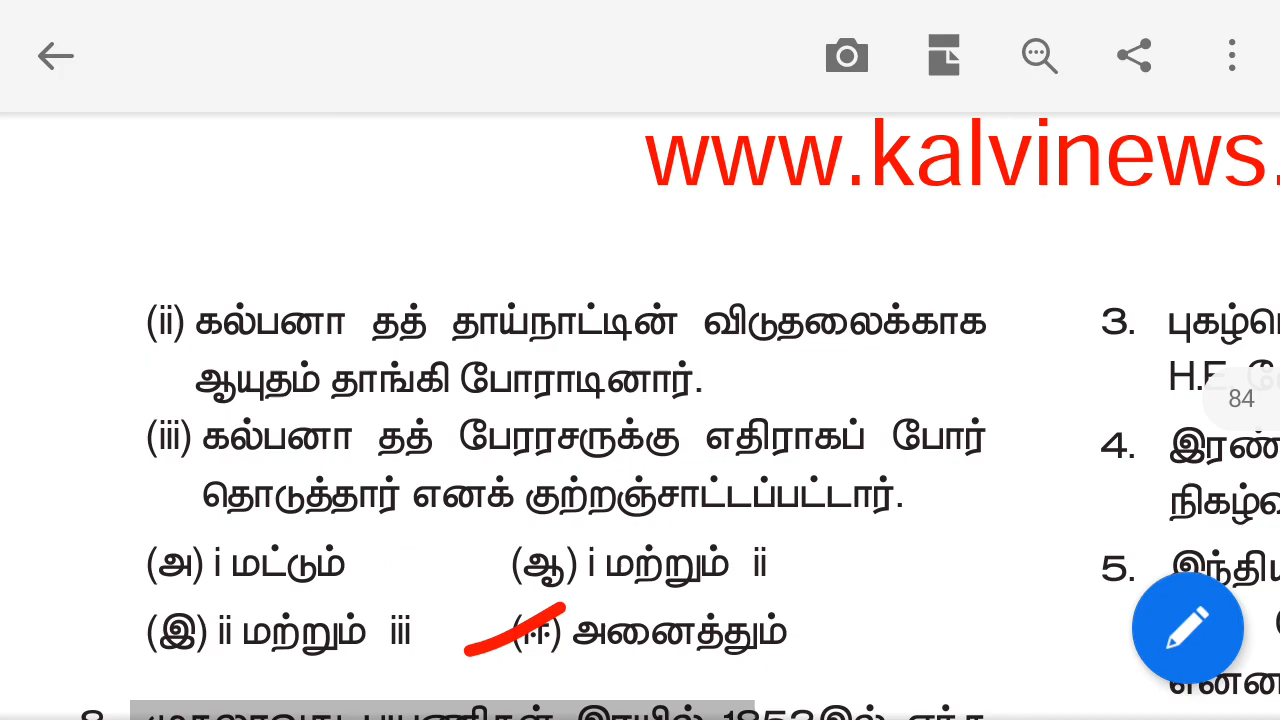 www.kalvinews.
(ii) கல்பனா தத் தாய்நாட்டின் விடுதலைக்காக
ஆயுதம் தாங்கி போராடினார்.
(iii) கல்பனா தத் பேரரசருக்கு எதிராகப் போர்
தொடுத்தார் எனக் குற்றஞ்சாட்டப்பட்டார்.
(அ) i மட்டும் (ஆ) i மற்றும் ii
(இ) ii மற்றும் iii (ஈ) அனைத்தும்
3.
H.E.
84
4.
5.